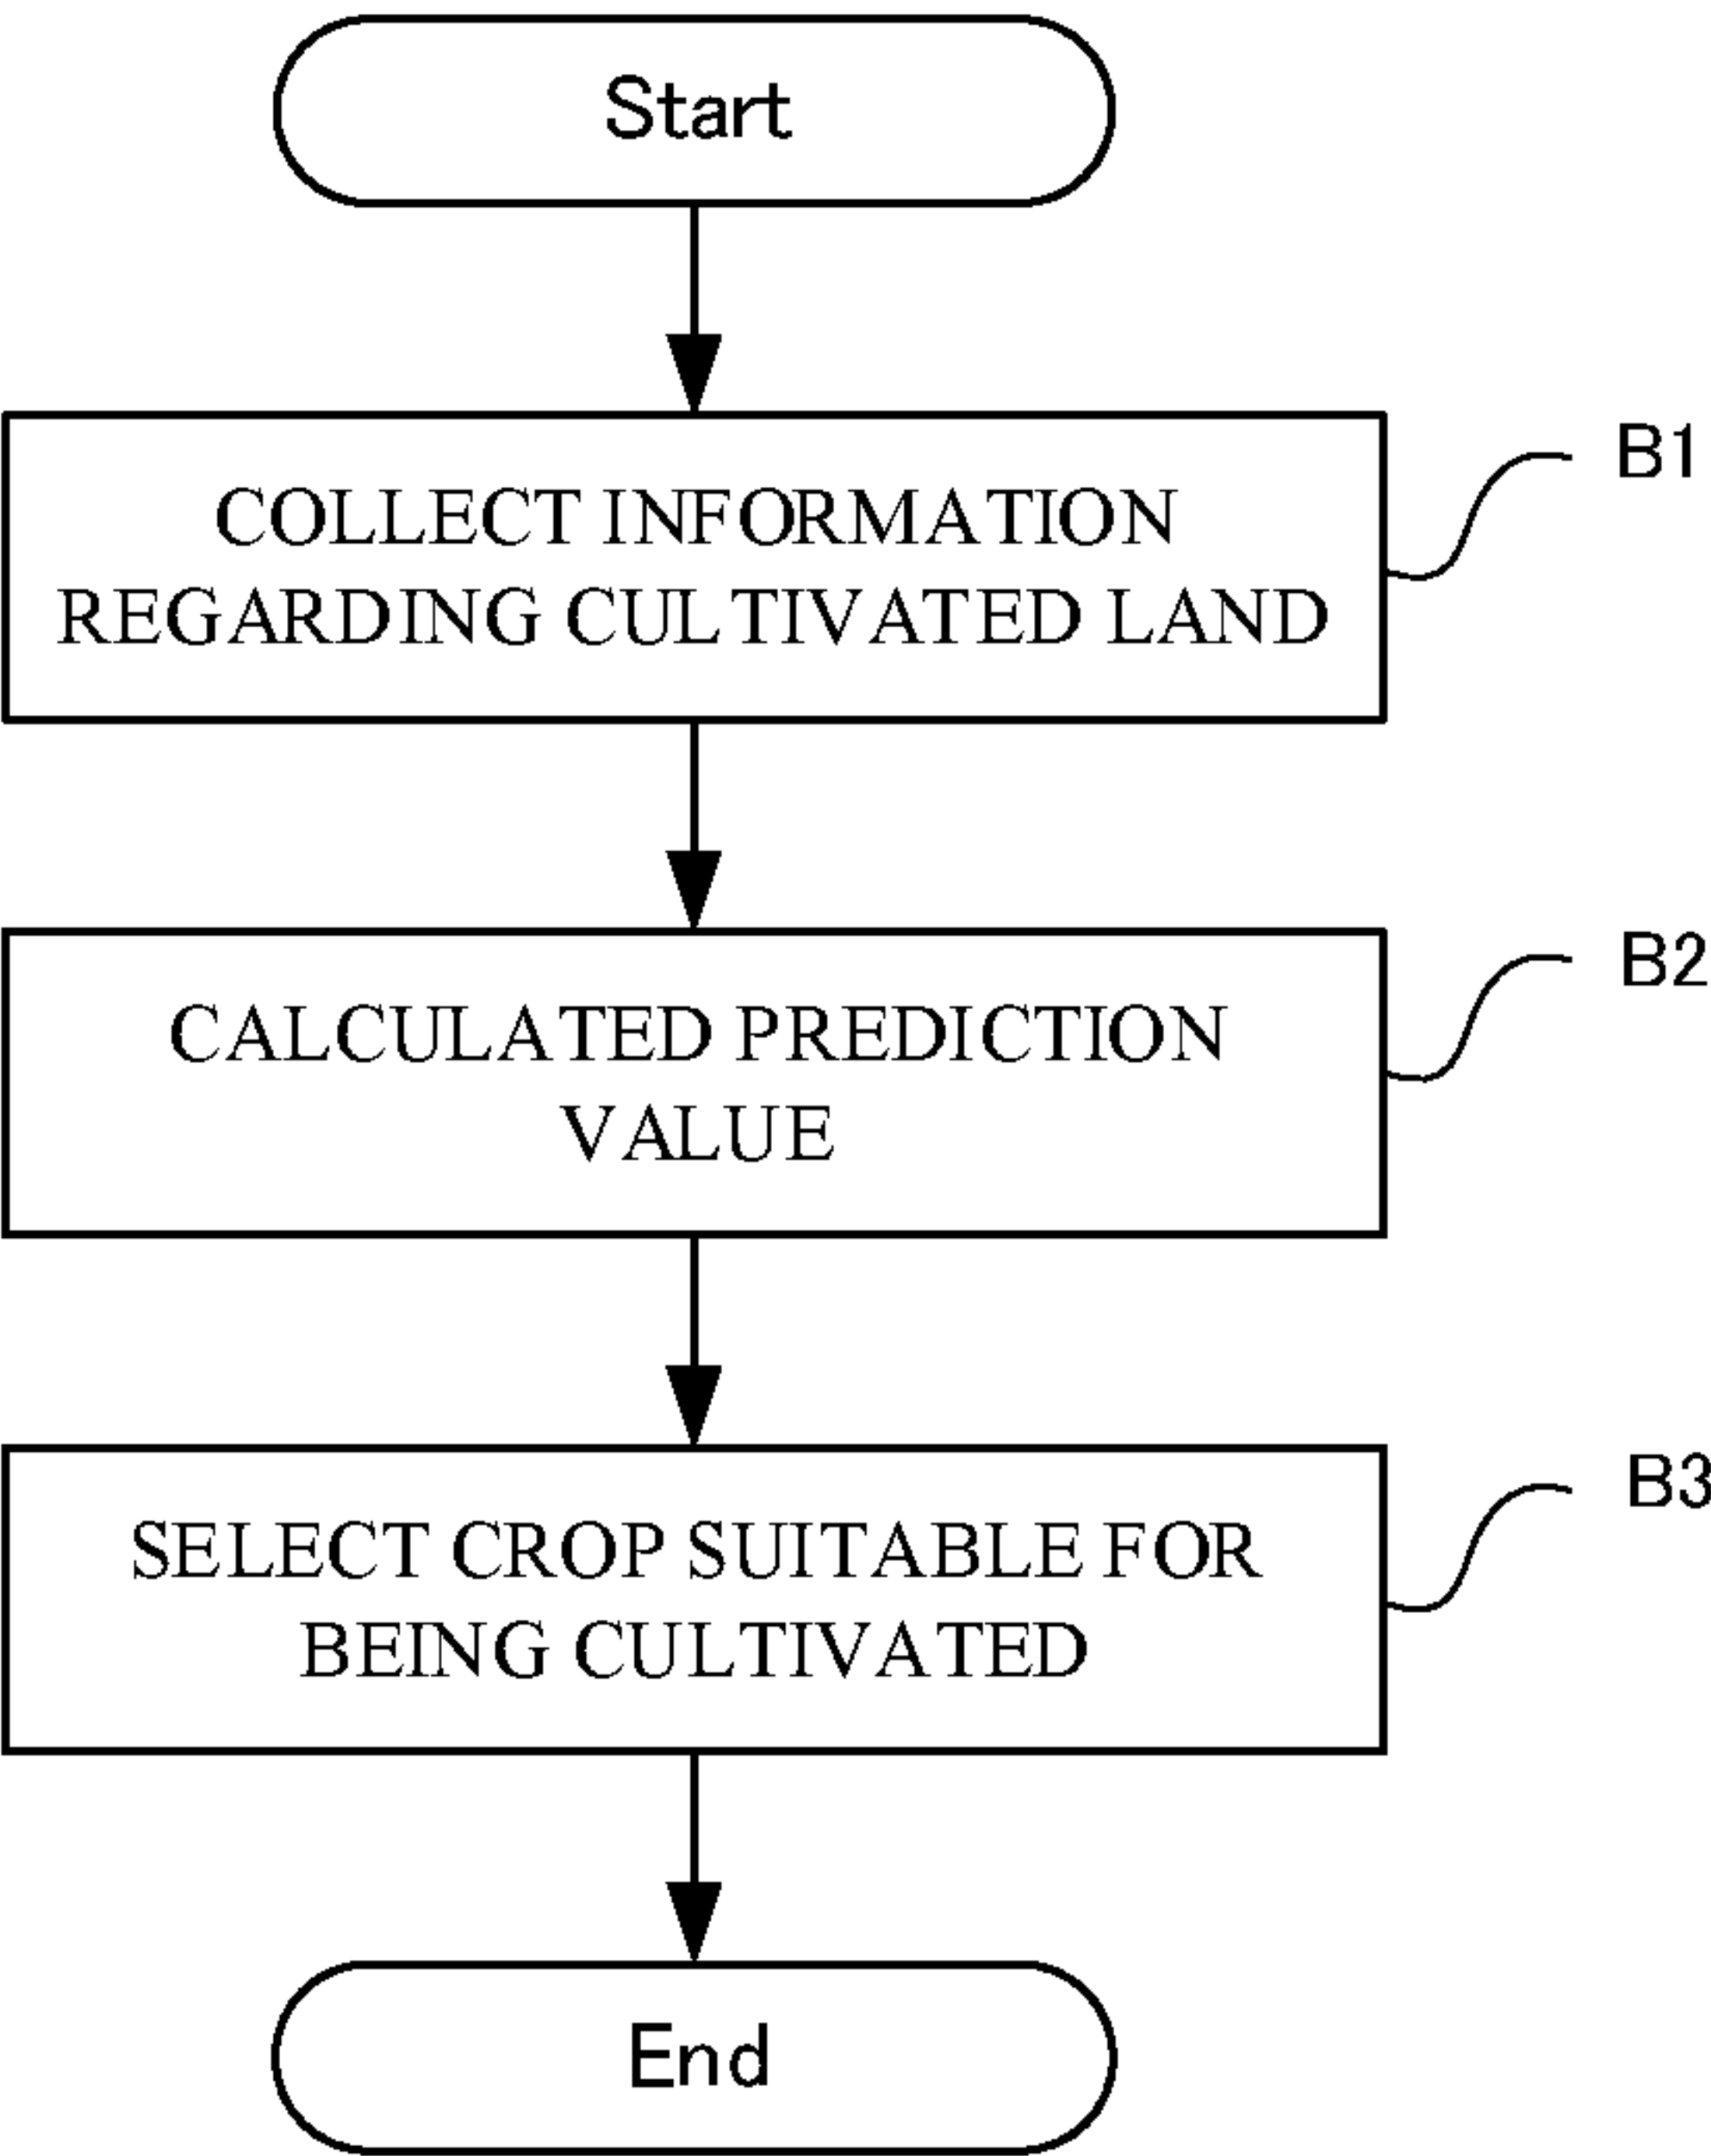 Start
B1
COLLECT INFORMATION
REGARDING CULTIVATED LAND
B2
CALCULATED PREDICTION
VALUE
B3
SELECT CROP SUITABLE FOR
BEING CULTIVATED
End